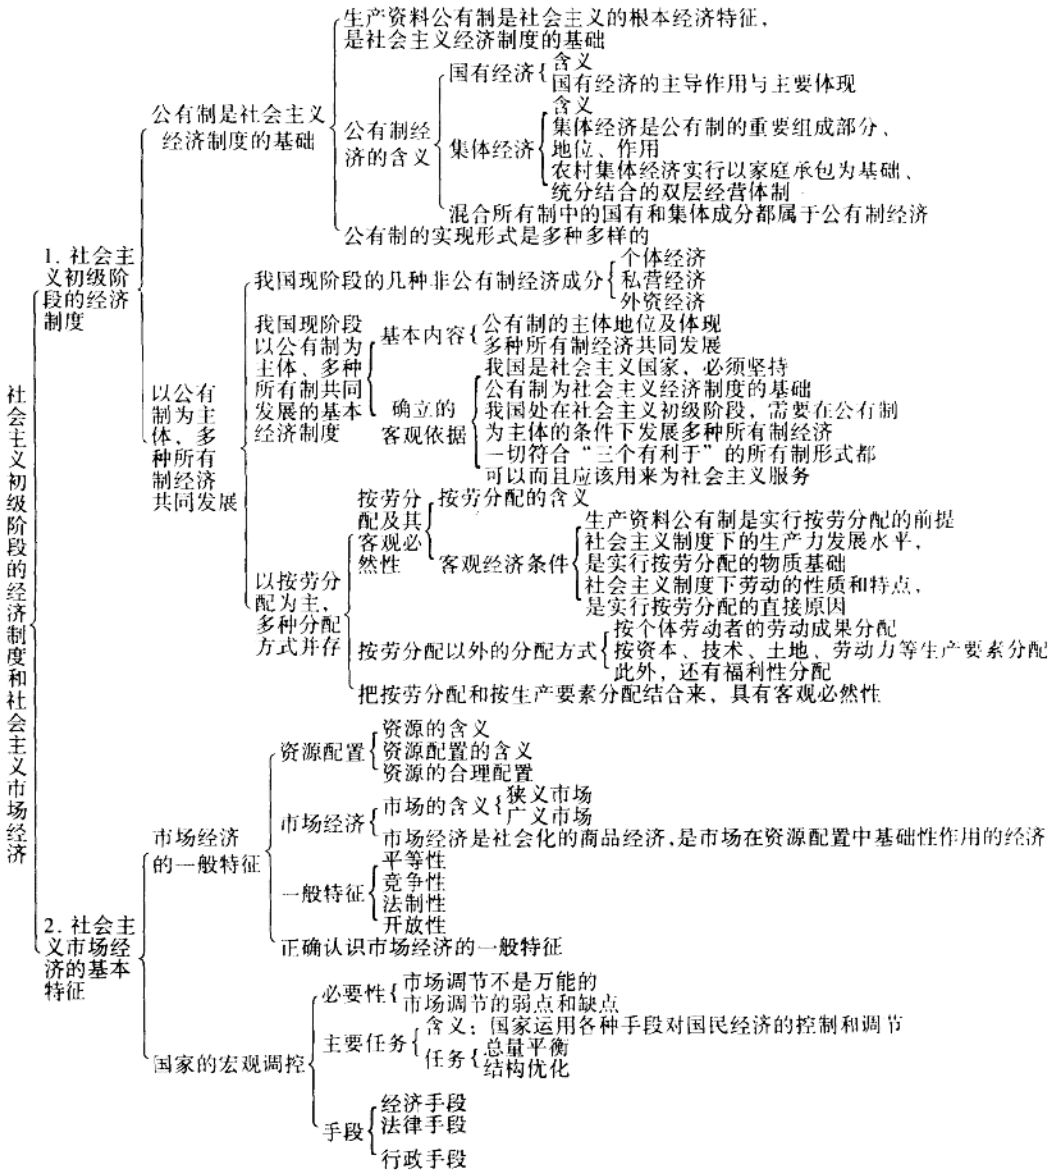 社会主义初级阶段的经济制度和社会主义市场经济
1. 社会主
义初级阶
段的经济
制度
公有制是社会主义
经济制度的基础
生产资料公有制是社会主义的根本经济特征，
是社会主义经济制度的基础
公有制经
济的含义
国有经济
含义
国有经济的主导作用与主要体现
集体经济
含义
集体经济是公有制的重要组成部分、
地位、作用
农村集体经济实行以家庭承包为基础、
统分结合的双层经营体制
混合所有制中的国有和集体成分都属于公有制经济
公有制的实现形式是多种多样的
以公有
制为主
体，多
种所有
制经济
共同发展
我国现阶段的几种非公有制经济成分
个体经济
私营经济
外资经济
我国现阶段
以公有制为
主体、多种
所有制共同
发展的基本
经济制度
基本内容
公有制的主体地位及体现
多种所有制经济共同发展
确立的
客观依据
我国是社会主义国家，必须坚持
公有制为社会主义经济制度的基础
我国处在社会主义初级阶段，需要在公有制
为主体的条件下发展多种所有制经济
一切符合“三个有利于”的所有制形式都
可以而且应该用来为社会主义服务
以按劳分
配为主，
多种分配
方式并存
按劳分
配及其
客观必
然性
按劳分配的含义
客观经济条件
生产资料公有制是实行按劳分配的前提
社会主义制度下的生产力发展水平，
是实行按劳分配的物质基础
社会主义制度下劳动的性质和特点，
是实行按劳分配的直接原因
按劳分配以外的分配方式
按个体劳动者的劳动成果分配
按资本、技术、土地、劳动力等生产要素分配
此外，还有福利性分配
把按劳分配和按生产要素分配结合来，具有客观必然性
2. 社会主
义市场经
济的基本
特征
市场经济
的一般特征
资源配置
资源的含义
资源配置的含义
资源的合理配置
市场经济
市场的含义
狭义市场
广义市场
市场经济是社会化的商品经济，是市场在资源配置中基础性作用的经济
一般特征
平等性
竞争性
法制性
开放性
正确认识市场经济的一般特征
国家的宏观调控
必要性
市场调节不是万能的
市场调节的弱点和缺点
主要任务
含义：国家运用各种手段对国民经济的控制和调节
任务
总量平衡
结构优化
手段
经济手段
法律手段
行政手段